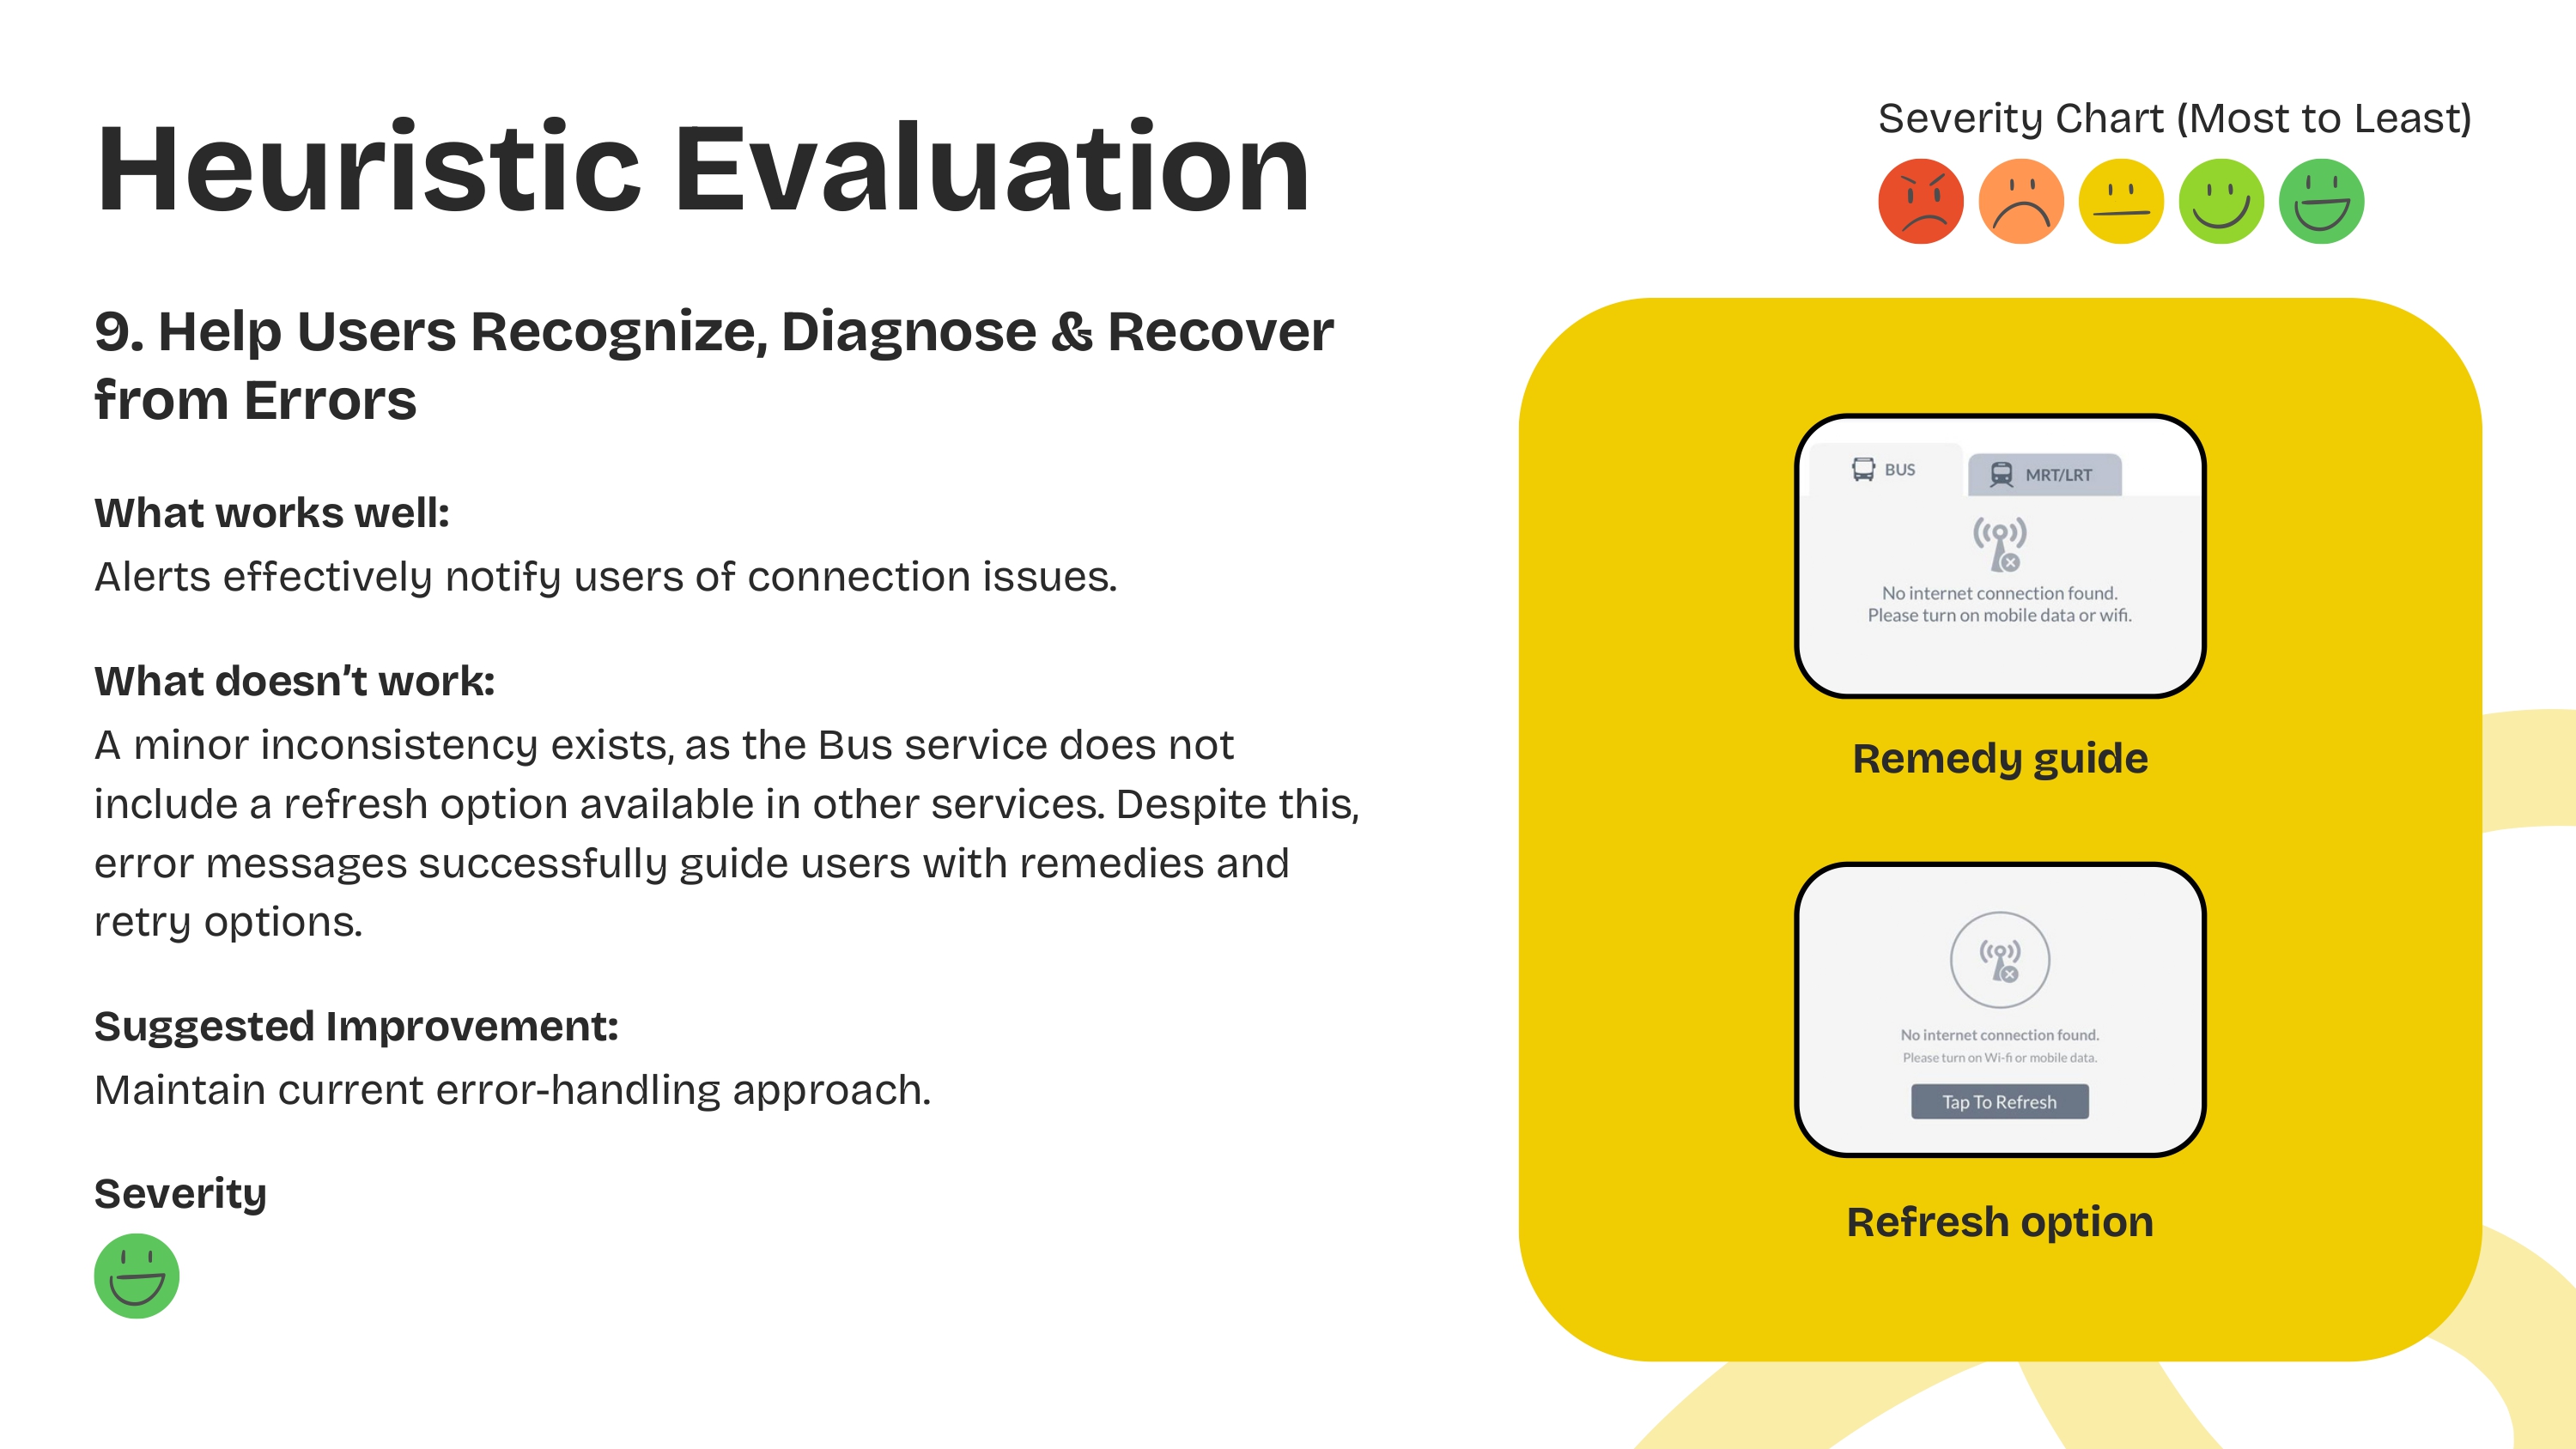 Heuristic Evaluation
Severity Chart (Most to Least)
9. Help Users Recognize, Diagnose & Recover
from Errors
What works well:
Alerts effectively notify users of connection issues.
What doesn’t work:
A minor inconsistency exists, as the Bus service does not
include a refresh option available in other services. Despite this,
error messages successfully guide users with remedies and
retry options.
Suggested Improvement:
Maintain current error-handling approach.
Severity
BUS
MRT/LRT
No internet connection found.
Please turn on mobile data or wifi.
Remedy guide
No internet connection found.
Please turn on Wi-fi or mobile data.
Tap To Refresh
Refresh option